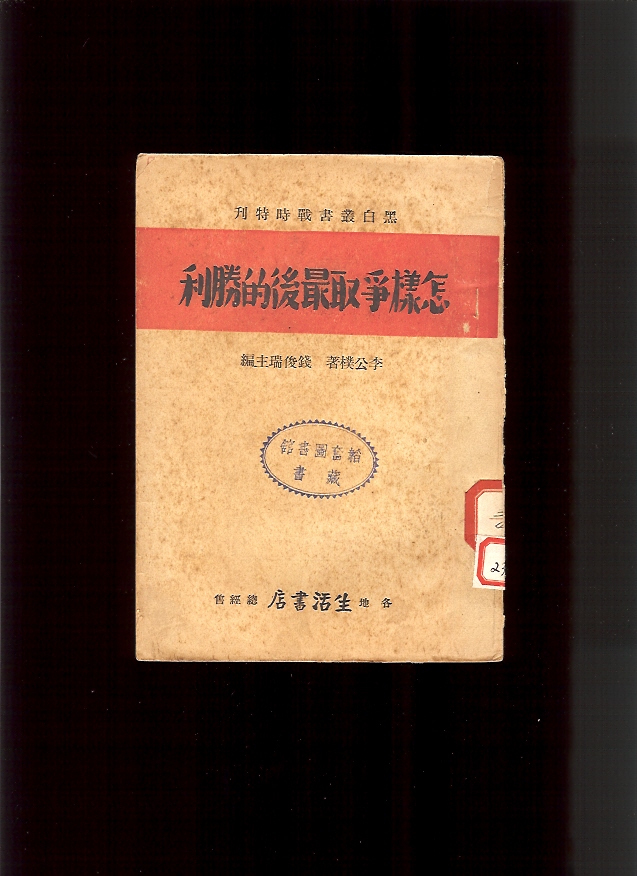 黑白叢書戰時特刊
怎樣爭取最後的勝利
李公樸著 錢俊瑞主編
韜奮圖書館
藏書
各地生活書店總經售